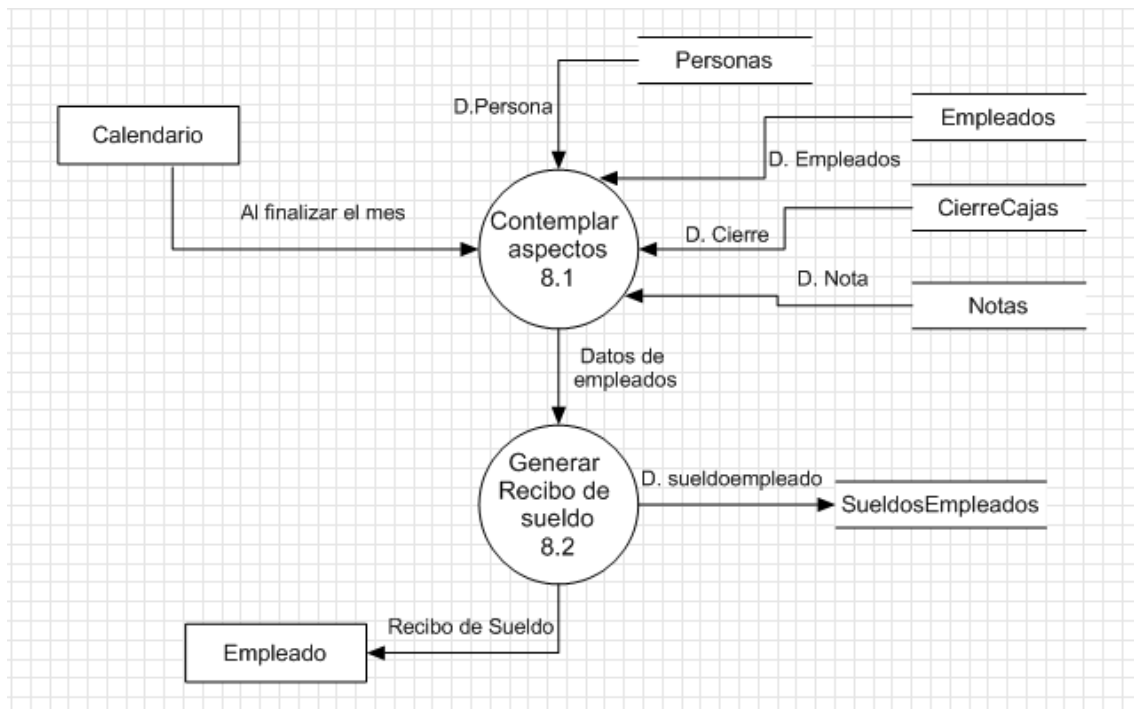 Personas
D.Persona
Calendario
Empleados
D. Empleados
Al finalizar el mes
CierreCajas
Contemplar
aspectos
8.1
D. Cierre
D. Nota
Notas
Datos de
empleados
Generar
Recibo de
sueldo
8.2
D. sueldoempleado
SueldosEmpleados
Recibo de Sueldo
Empleado